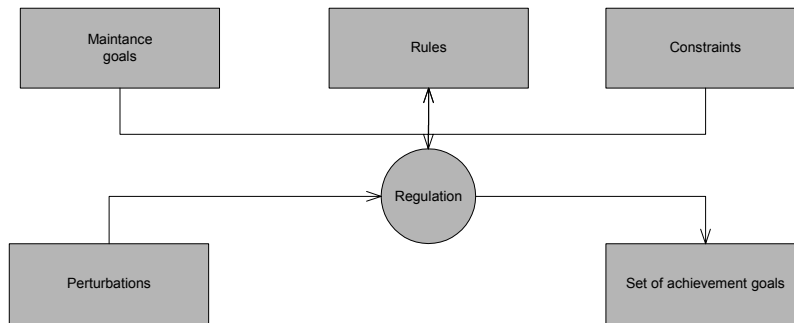 Maintance
goals
Rules
Constraints
Regulation
Perturbations
Set of achievement goals